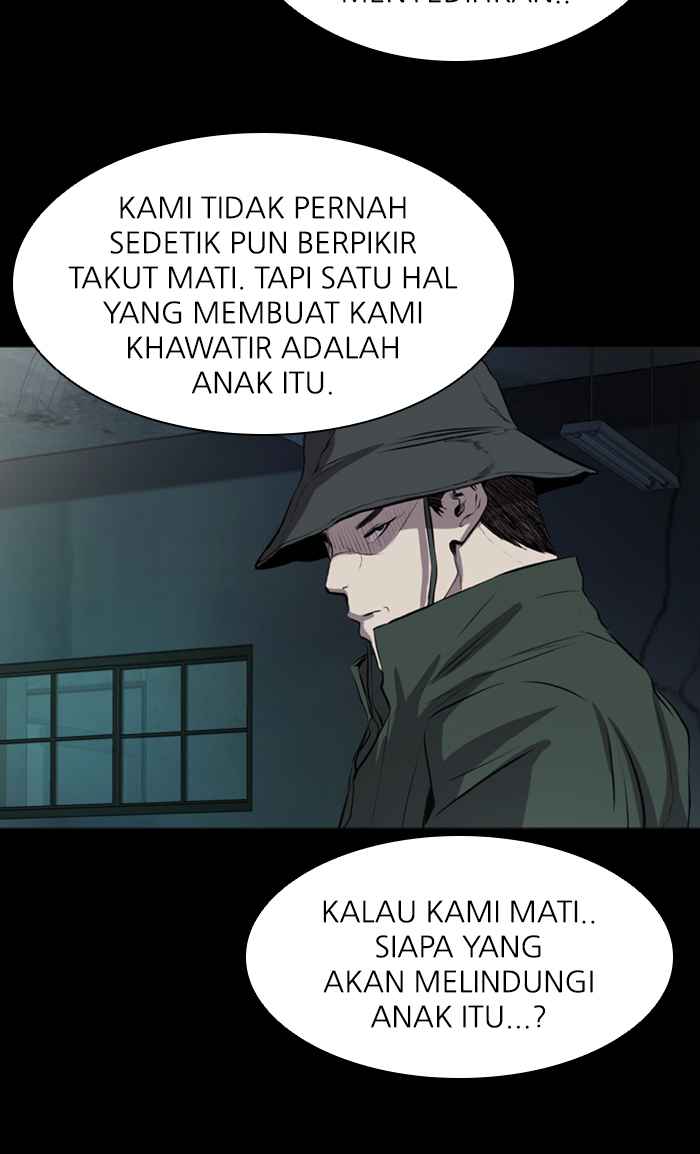 KAMI TIDAK PERNAH
SEDETIK PUN BERPIKIR
TAKUT MATI. TAPI SATU HAL
YANG MEMBUAT KAMI
KHAWATIR ADALAH
ANAK ITU.
KALAU KAMI MATI..
SIAPA YANG
AKAN MELINDUNGI
ANAK ITU...?